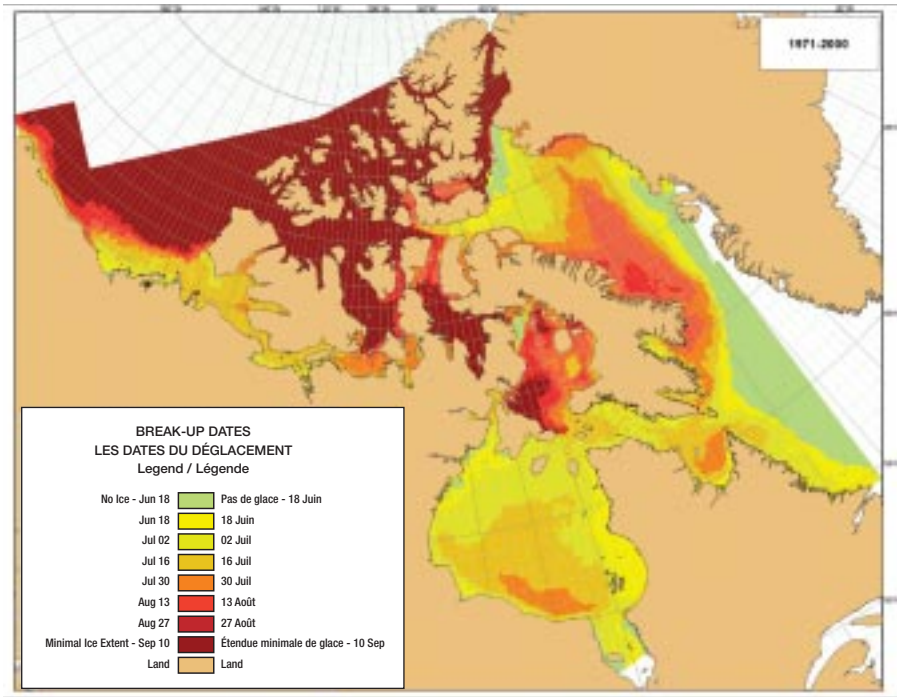 1971-2000
BREAK-UP DATES
LES DATES DU DÉGLACEMENT
Legend / Légende
No Ice - Jun 18 Pas de glace - 18 Juin
Jun 18 18 Juin
Jul 02 02 Juil
Jul 16 16 Juil
Jul 30 30 Juil
Aug 13 13 Août
Aug 27 27 Août
Minimal Ice Extent - Sep 10 Étendue minimale de glace - 10 Sep
Land Land